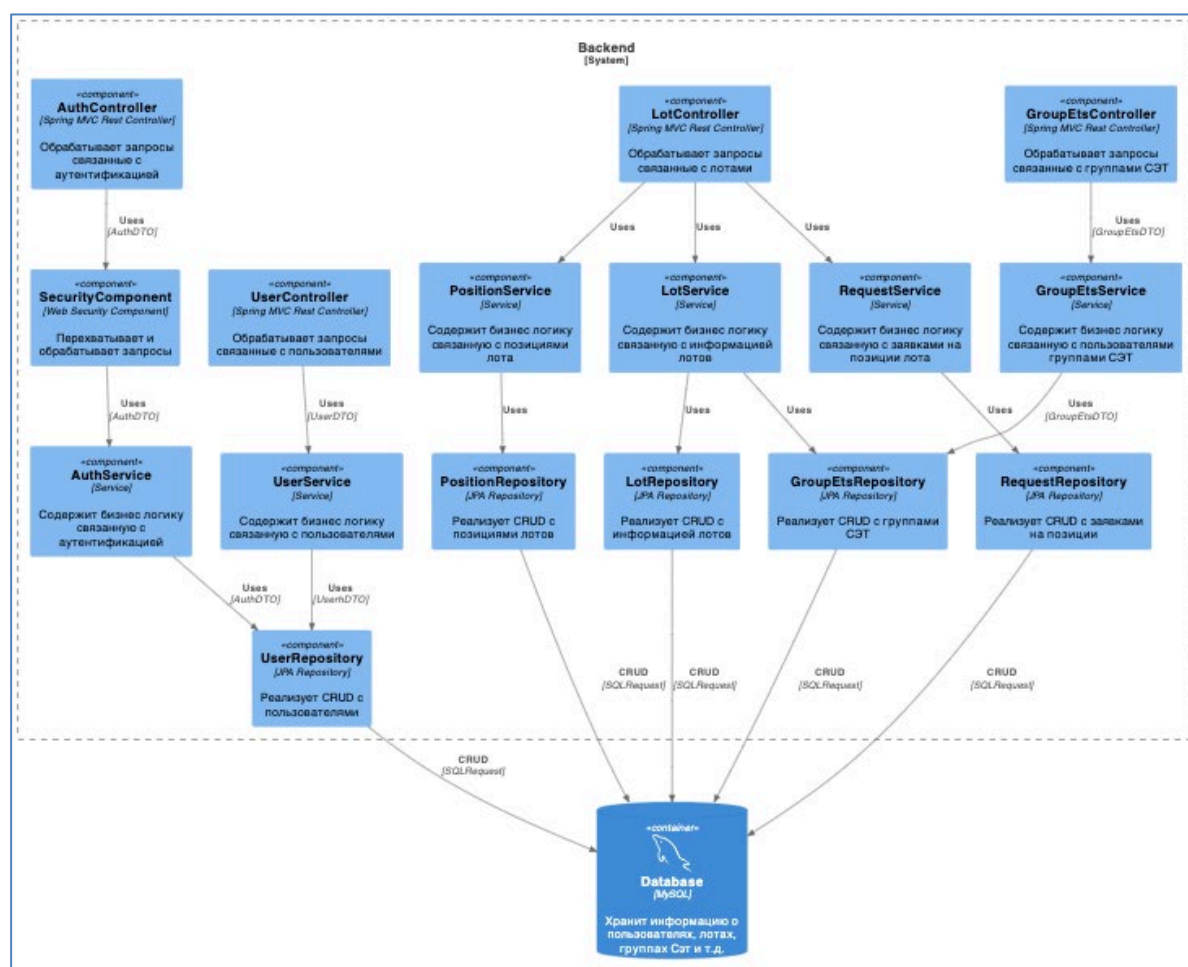 Backend
[System]
«component»
AuthController
[Spring MVC Rest Controller]
Обрабатывает запросы
связанные с
аутентификацией
«component»
LotController
[Spring MVC Rest Controller]
Обрабатывает запросы
связанные с лотами
«component»
GroupEtsController
[Spring MVC Rest Controller]
Обрабатывает запросы
связанные с группами СЭТ
Uses
[AuthDTO]
Uses
Uses
Uses
Uses
[GroupEtsDTO]
«component»
SecurityComponent
[Web Security Component]
Перехватывает и
обрабатывает запросы
«component»
UserController
[Spring MVC Rest Controller]
Обрабатывает запросы
связанные с пользователями
«component»
PositionService
[Service]
Содержит бизнес логику
связанную с позициями
лота
«component»
LotService
[Service]
Содержит бизнес логику
связанную с информацией
лотов
«component»
RequestService
[Service]
Содержит бизнес логику
связанную с заявками на
позиции лота
«component»
GroupEtsService
[Service]
Содержит бизнес логику
связанную с пользователями
группами СЭТ
Uses
[AuthDTO]
Uses
[UserDTO]
Uses
Uses
Uses
Uses
[GroupEtsDTO]
Uses
«component»
AuthService
[Service]
Содержит бизнес логику
связанную с
аутентификацией
«component»
UserService
[Service]
Содержит бизнес логику
связанную с пользователями
«component»
PositionRepository
[JPA Repository]
Реализует CRUD с
позициями лотов
«component»
LotRepository
[JPA Repository]
Реализует CRUD с
информацией лотов
«component»
GroupEtsRepository
[JPA Repository]
Реализует CRUD с группами
СЭТ
«component»
RequestRepository
[JPA Repository]
Реализует CRUD с заявками
на позиции
Uses
[AuthDTO]
Uses
[UserhDTO]
«component»
UserRepository
[JPA Repository]
Реализует CRUD с
пользователями
CRUD
[SQLRequest]
CRUD
[SQLRequest]
CRUD
[SQLRequest]
CRUD
[SQLRequest]
CRUD
[SQLRequest]
«container»
Database
[MySQL]
Хранит информацию о
пользователях, лотах,
группах Сэт и т.д.